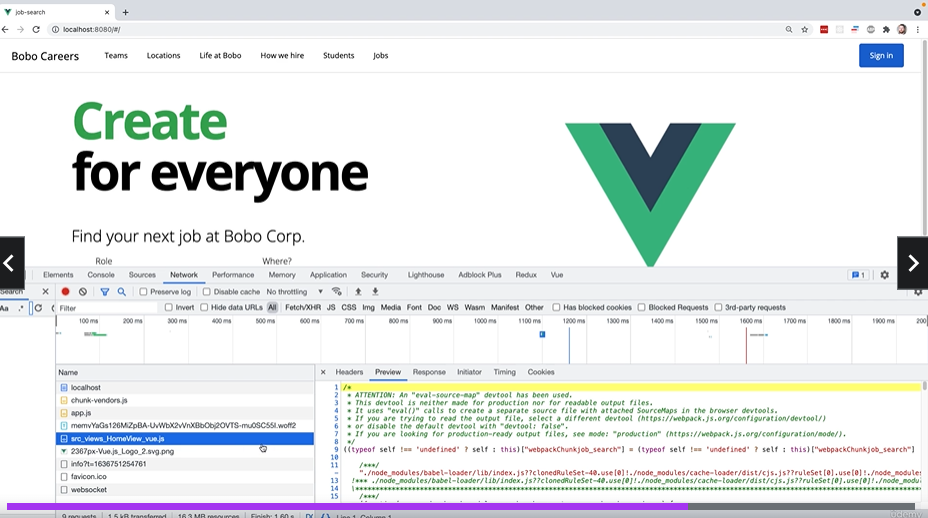 job-search
localhost:8080/#/
Bobo Careers Teams Locations Life at Bobo How we hire Students Jobs Sign in
Create
for everyone
Find your next job at Bobo Corp.
Role Where?
Elements Console Sources Network Performance Memory Application Security Lighthouse Adblock Plus Redux Vue 1
Search Preserve log Disable cache No throttling
Aa .* Filter Invert Hide data URLs All Fetch/XHR JS CSS Img Media Font Doc WS Wasm Manifest Other Has blocked cookies Blocked Requests 3rd-party requests
100 ms 200 ms 300 ms 400 ms 500 ms 600 ms 700 ms 800 ms 900 ms 1000 ms 1100 ms 1200 ms 1300 ms 1400 ms 1500 ms 1600 ms 1700 ms 1800 ms 1900 ms 200
Name Headers Preview Response Initiator Timing Cookies
localhost
chunk-vendors.js
app.js
memvYaGs126MiZpBA-UvWbX2vVnXBbObj2OVTS-mu0SC55I.woff2
src_views_HomeView_vue.js
2367px-Vue.js_Logo_2.svg.png
info?t=1636751254761
favicon.ico
websocket
1 /*
2 * ATTENTION: An "eval-source-map" devtool has been used.
3 * This devtool is neither made for production nor for readable output files.
4 * It uses "eval()" calls to create a separate source file with attached SourceMaps in the browser devtools.
5 * If you are trying to read the output file, select a different devtool (https://webpack.js.org/configuration/devtool/)
6 * or disable the default devtool with "devtool: false".
7 * If you are looking for production-ready output files, see mode: "production" (https://webpack.js.org/configuration/mode/).
8 */
9 ((typeof self !== 'undefined' ? self : this)["webpackChunkjob_search"] = (typeof self !== 'undefined' ? self : this)["webpackChunkjob_search"]
10
11 /***/
12 "./node_modules/babel-loader/lib/index.js??clonedRuleSet-40.use[0]!./node_modules/cache-loader/dist/cjs.js??ruleSet[0].use[0]!./node_modules
13 !*** ./node_modules/babel-loader/lib/index.js??clonedRuleSet-40.use[0]!./node_modules/cache-loader/dist/cjs.js??ruleSet[1
14
15 /***/
9 requests 1.5 kB transferred 16.3 MB resources Finish: 1.60 s {} Line 1, Column 1
udemy